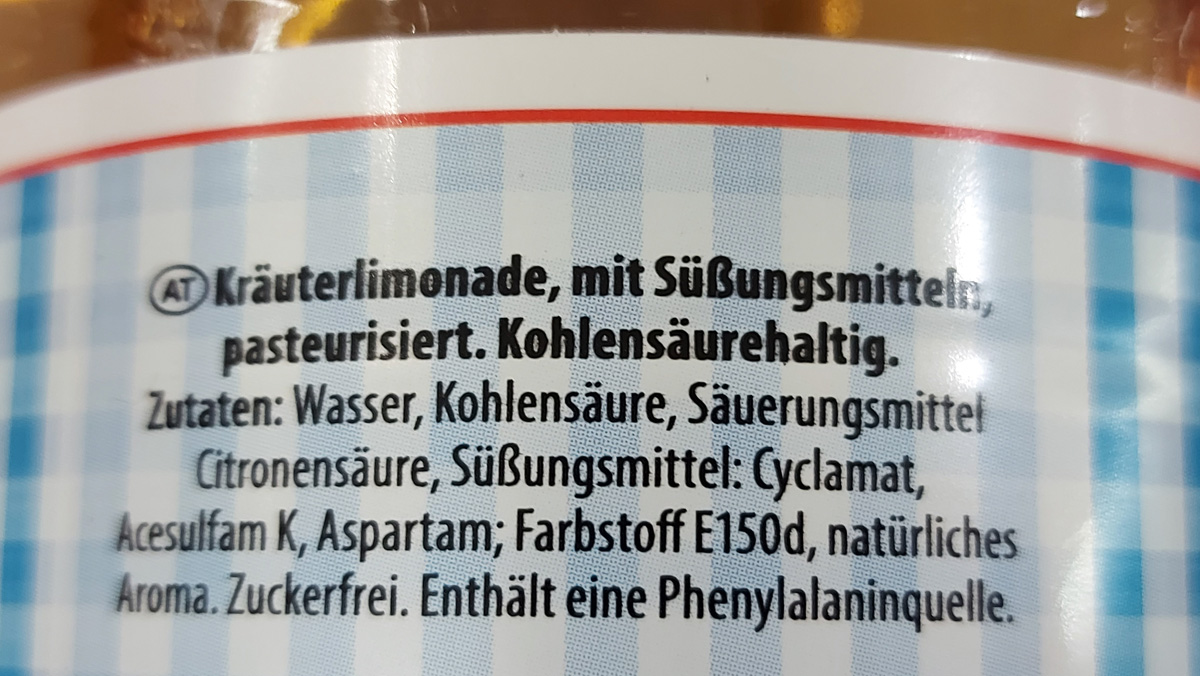 AT Kräuterlimonade, mit Süßungsmitteln,
pasteurisiert. Kohlensäurehaltig.
Zutaten: Wasser, Kohlensäure, Säuerungsmittel
Citronensäure, Süßungsmittel: Cyclamat,
Acesulfam K, Aspartam; Farbstoff E150d, natürliches
Aroma. Zuckerfrei. Enthält eine Phenylalaninquelle.